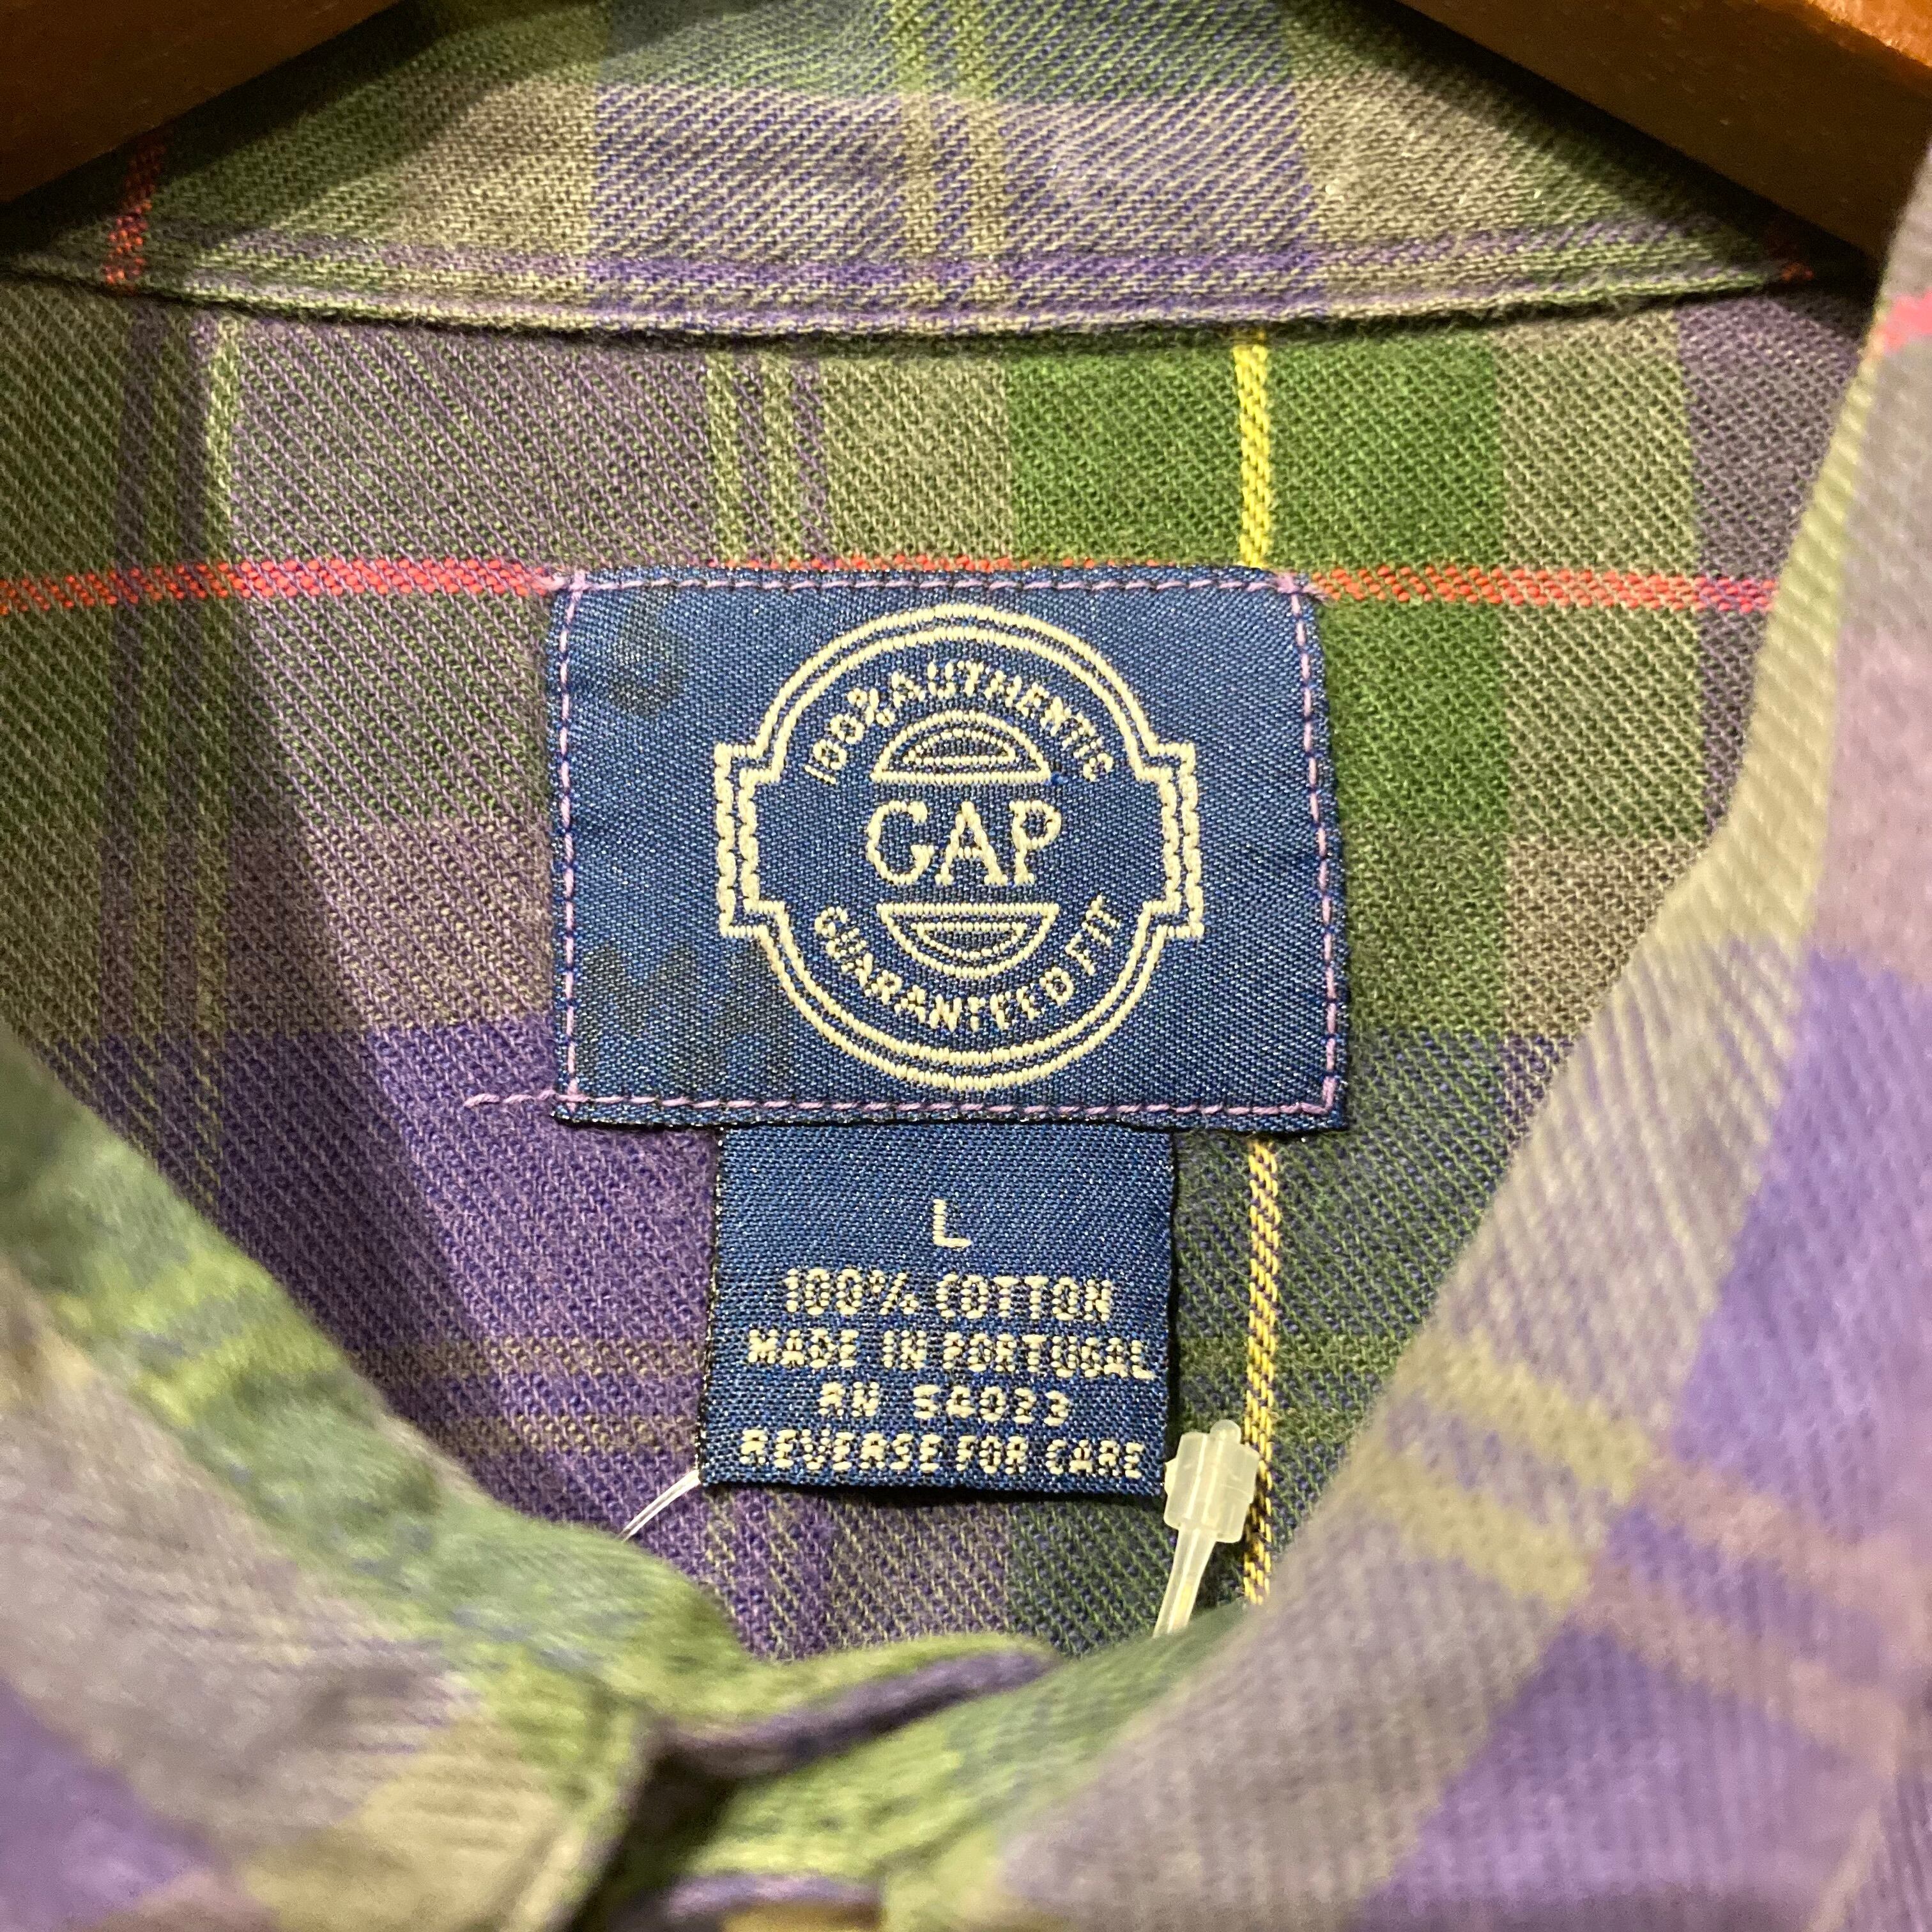 100% AUTHENTIC
GAP
GUARANTEED FIT
L
100% COTTON
MADE IN PORTUGAL
RN 54023
REVERSE FOR CARE